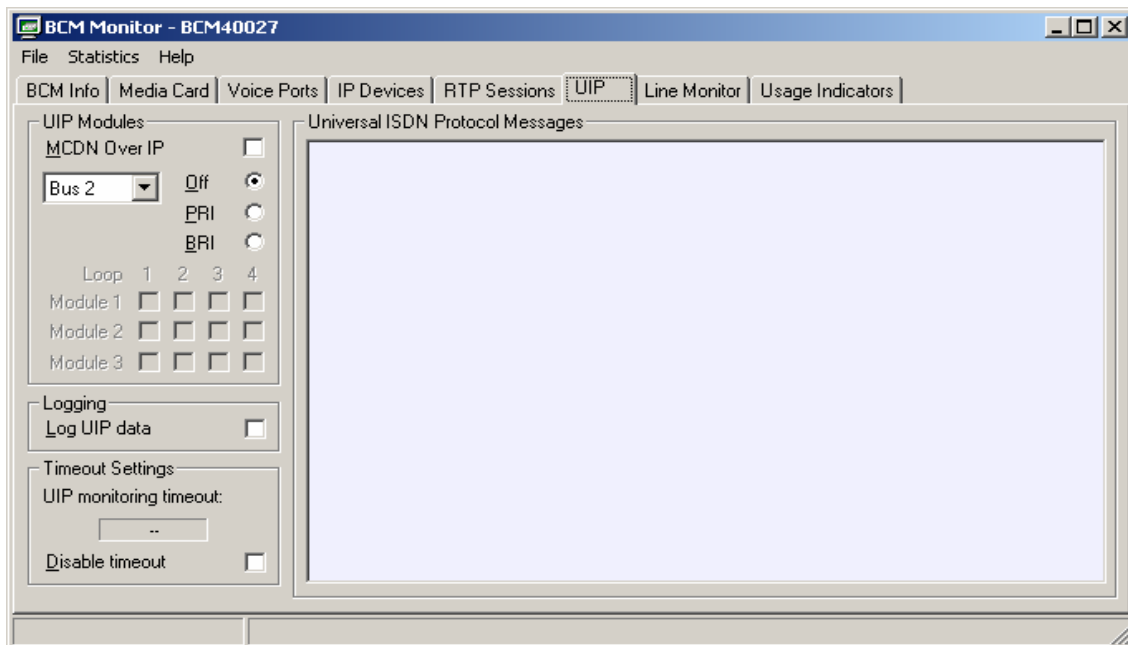 BCM Monitor - BCM40027
File Statistics Help
BCM Info Media Card Voice Ports IP Devices RTP Sessions UIP Line Monitor Usage Indicators
UIP Modules
MCDN Over IP
Bus 2
Off
PRI
BRI
Loop 1 2 3 4
Module 1
Module 2
Module 3
Logging
Log UIP data
Timeout Settings
UIP monitoring timeout:
--
Disable timeout
Universal ISDN Protocol Messages